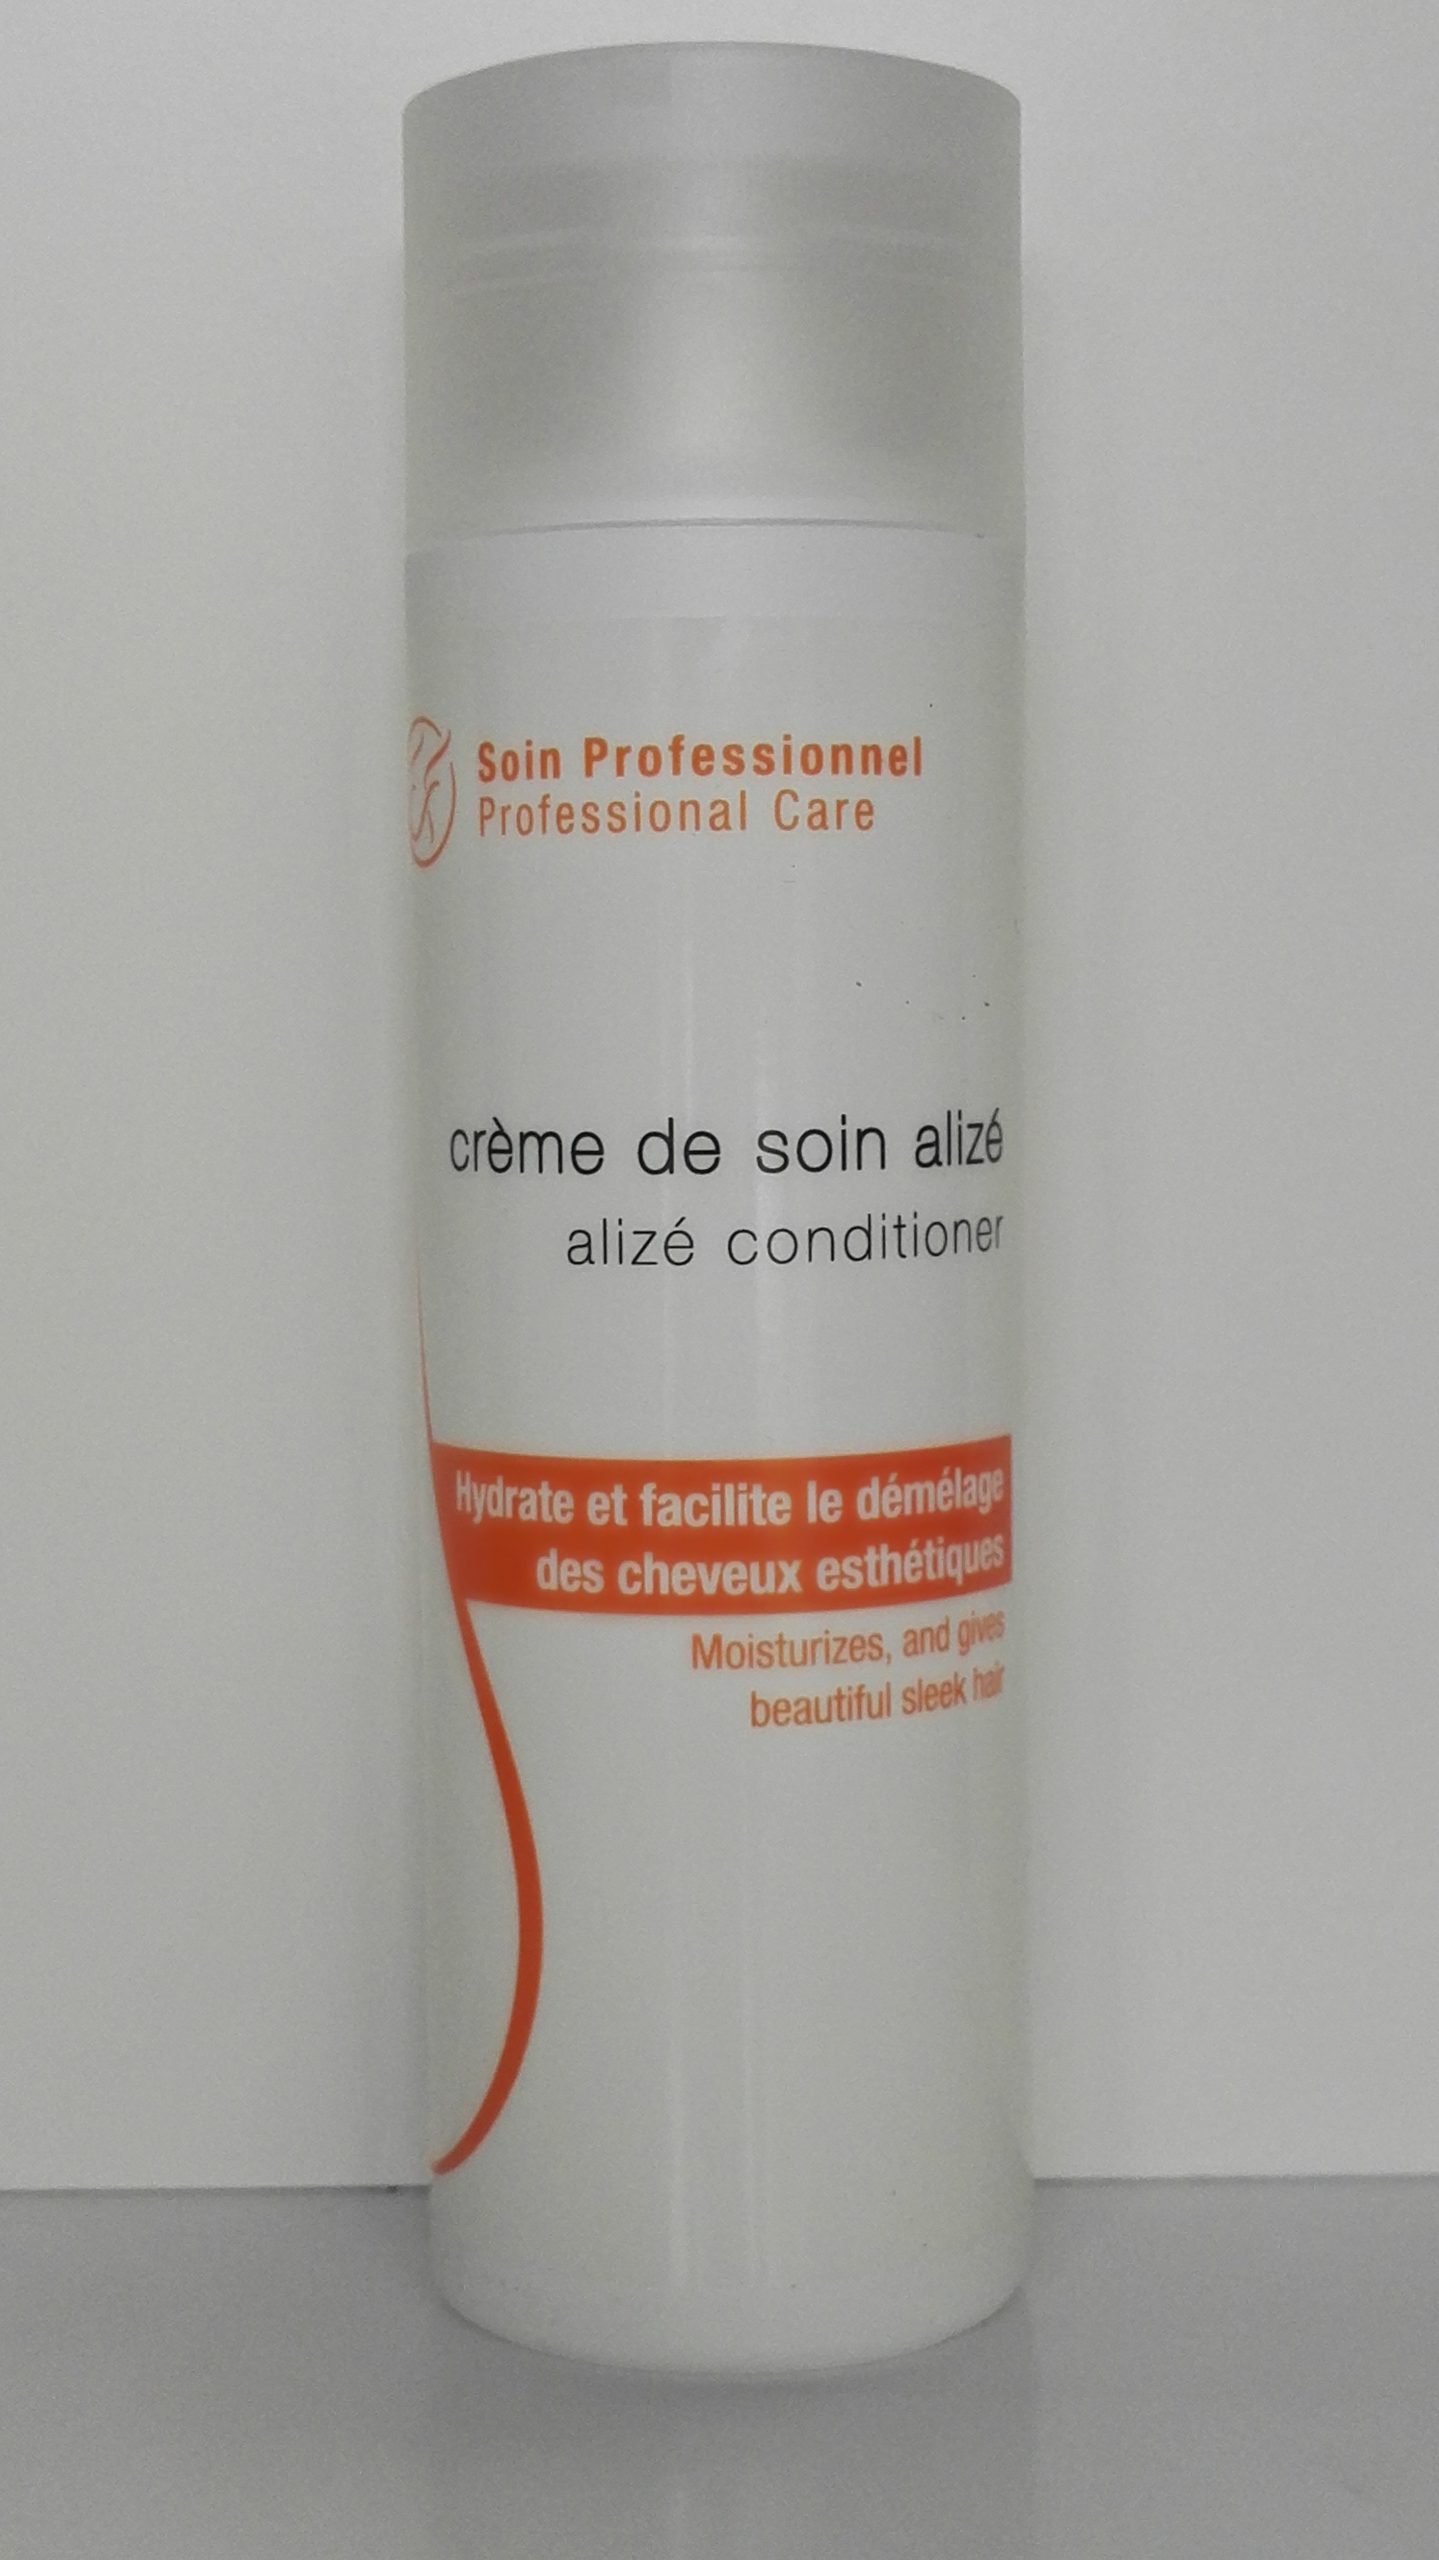 Soin Professionnel
Professional Care
crème de soin alizé
alizé conditioner
Hydrate et facilite le démélage
des cheveux esthétiques
Moisturizes, and gives
beautiful sleek hair